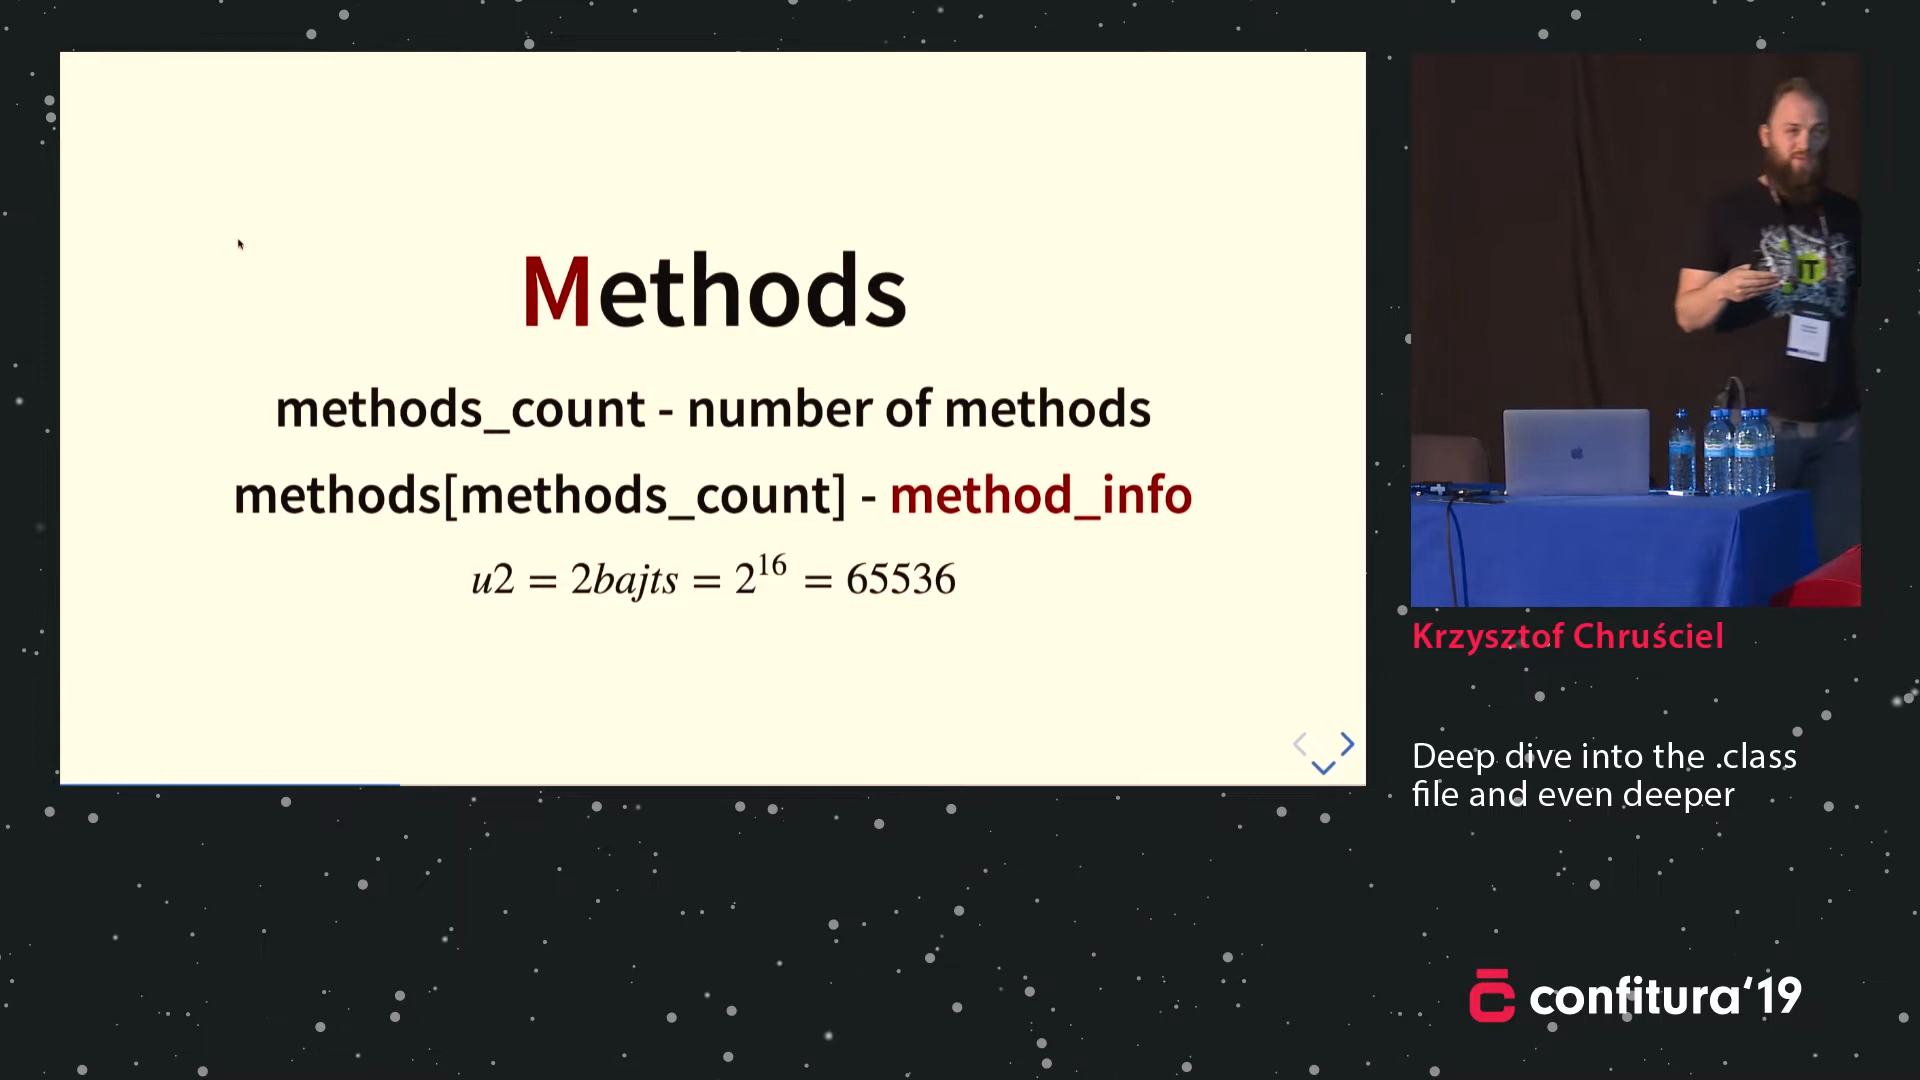 Methods
methods_count - number of methods
methods[methods_count] - method_info
u2 = 2bajts = 2^16 = 65536
IT
Krzysztof Chruściel
Deep dive into the .class
file and even deeper
confitura‘19